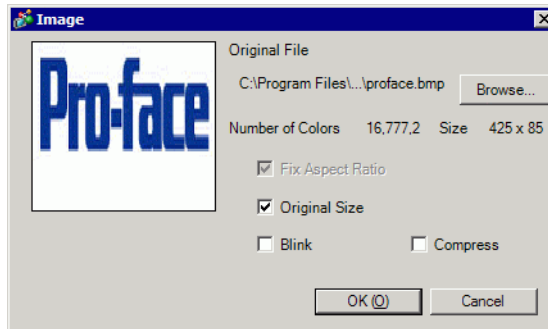 Image
Pro-face
Original File
C:\Program Files\...\proface.bmp Browse...
Number of Colors 16,777,2 Size 425 x 85
Fix Aspect Ratio
Original Size
Blink Compress
OK (O) Cancel